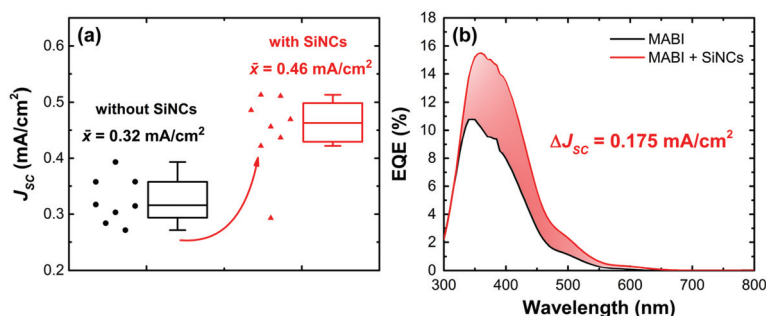 (a)
with SiNCs
x̄ = 0.46 mA/cm²
without SiNCs
x̄ = 0.32 mA/cm²
J_SC (mA/cm²)
0.6
0.5
0.4
0.3
0.2
(b)
MABI
MABI + SiNCs
ΔJ_SC = 0.175 mA/cm²
EQE (%)
18
16
14
12
10
8
6
4
2
0
300 400 500 600 700 800
Wavelength (nm)